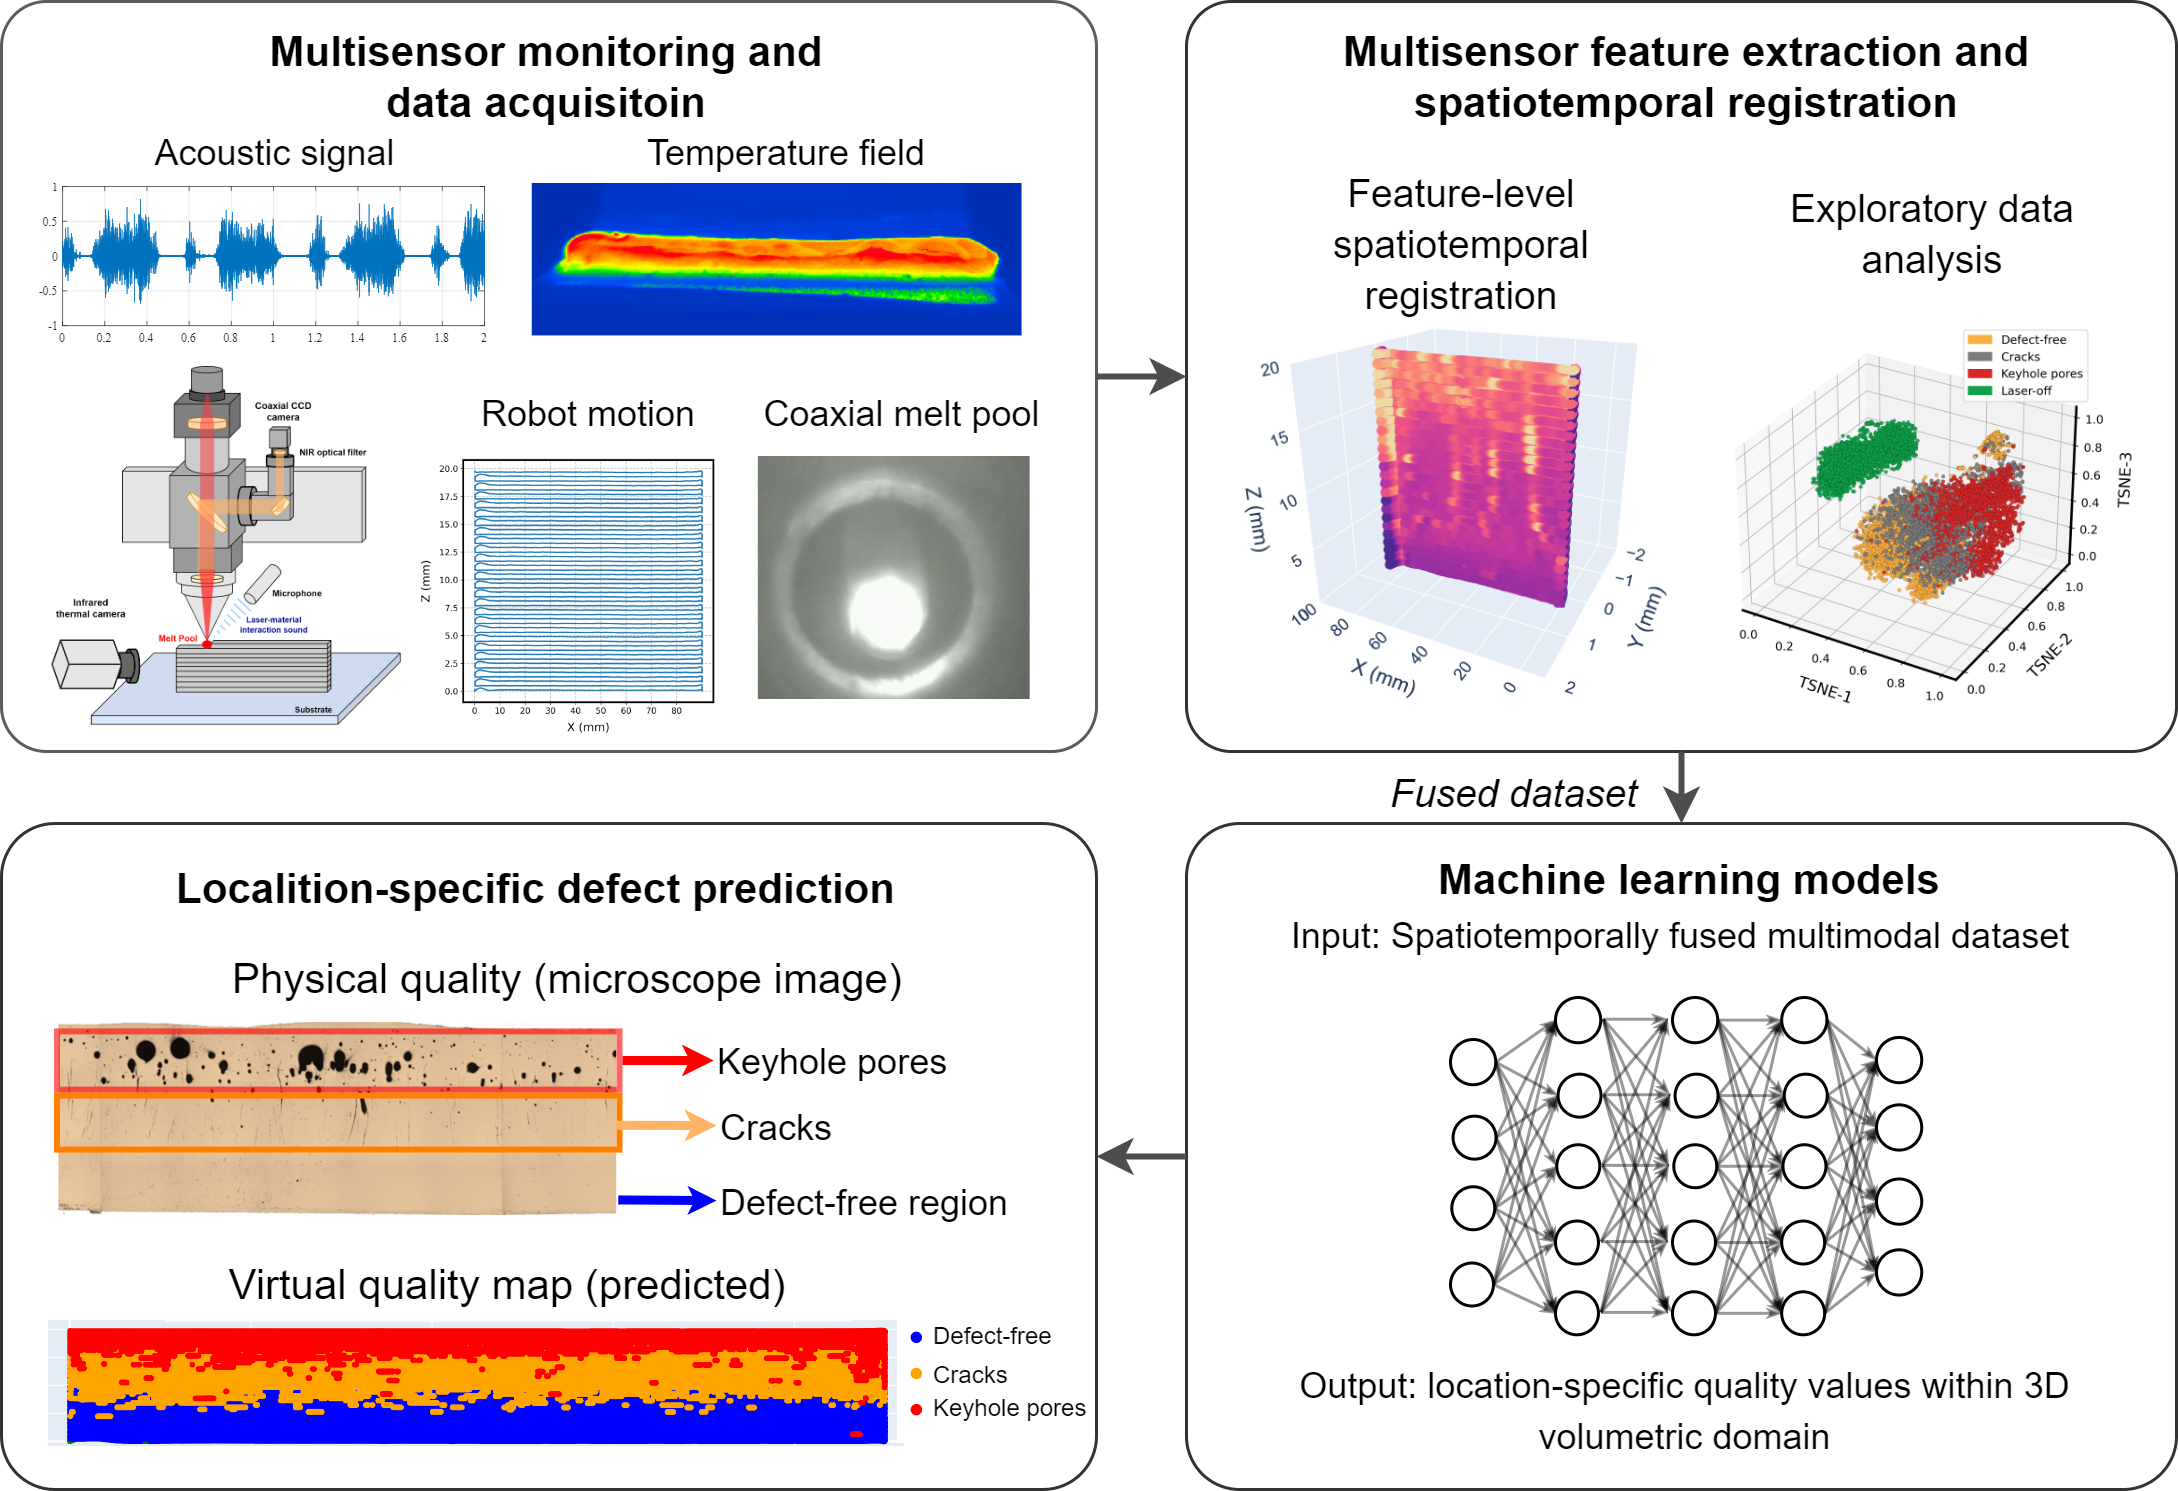 Multisensor monitoring and
data acquisitoin
Acoustic signal
1
0.5
0
-0.5
-1
0 0.2 0.4 0.6 0.8 1 1.2 1.4 1.6 1.8 2
Temperature field
Coaxial CCD
camera
NIR optical filter
Microphone
Infrared
thermal camera
Laser-material
interaction sound
Melt Pool
Substrate
Robot motion
20.0
17.5
15.0
12.5
10.0
7.5
5.0
2.5
0.0
Z (mm)
0 10 20 30 40 50 60 70 80
X (mm)
Coaxial melt pool
Multisensor feature extraction and
spatiotemporal registration
Feature-level
spatiotemporal
registration
20
15
10
5
Z (mm)
100 80 60 40 20 0
X (mm)
−2
−1
0
1
2
Y (mm)
Exploratory data
analysis
Defect-free
Cracks
Keyhole pores
Laser-off
1.0
0.8
0.6
0.4
0.2
0.0
TSNE-3
0.0 0.2 0.4 0.6 0.8 1.0
TSNE-1
0.0 0.2 0.4 0.6 0.8 1.0
TSNE-2
Fused dataset
Machine learning models
Input: Spatiotemporally fused multimodal dataset
Output: location-specific quality values within 3D
volumetric domain
Localition-specific defect prediction
Physical quality (microscope image)
Keyhole pores
Cracks
Defect-free region
Virtual quality map (predicted)
Defect-free
Cracks
Keyhole pores